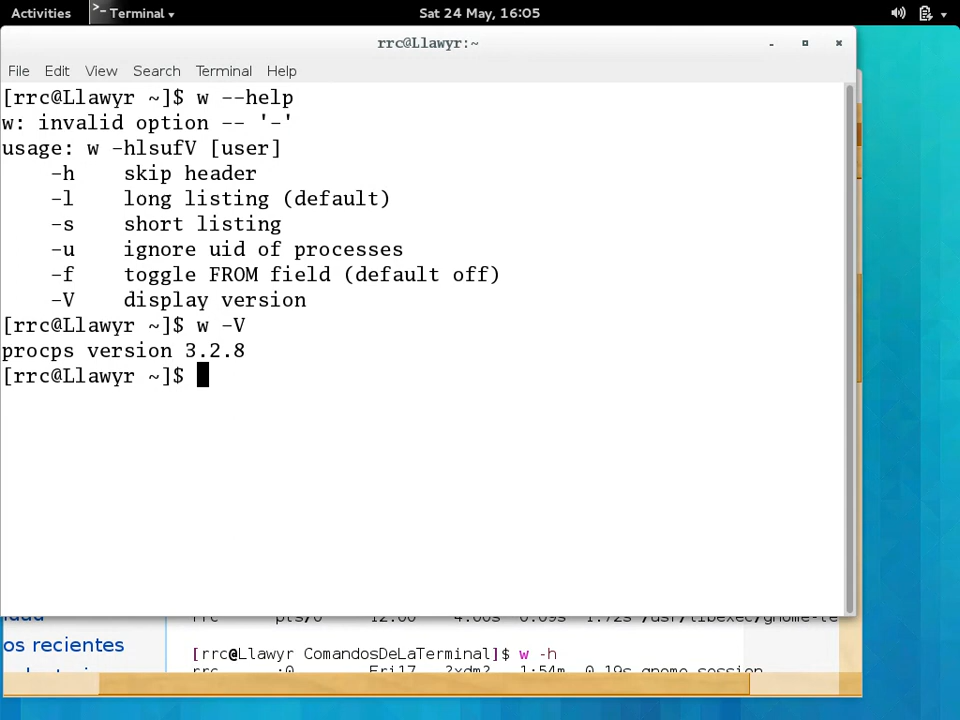 Activities
Terminal
Sat 24 May, 16:05
rrc@Llawyr:~
File Edit View Search Terminal Help
[rrc@Llawyr ~]$ w --help
w: invalid option -- '-'
usage: w -hlsufV [user]
-h skip header
-l long listing (default)
-s short listing
-u ignore uid of processes
-f toggle FROM field (default off)
-V display version
[rrc@Llawyr ~]$ w -V
procps version 3.2.8
[rrc@Llawyr ~]$
os recientes
[rrc@Llawyr ComandosDeLaTerminal]$ w -h